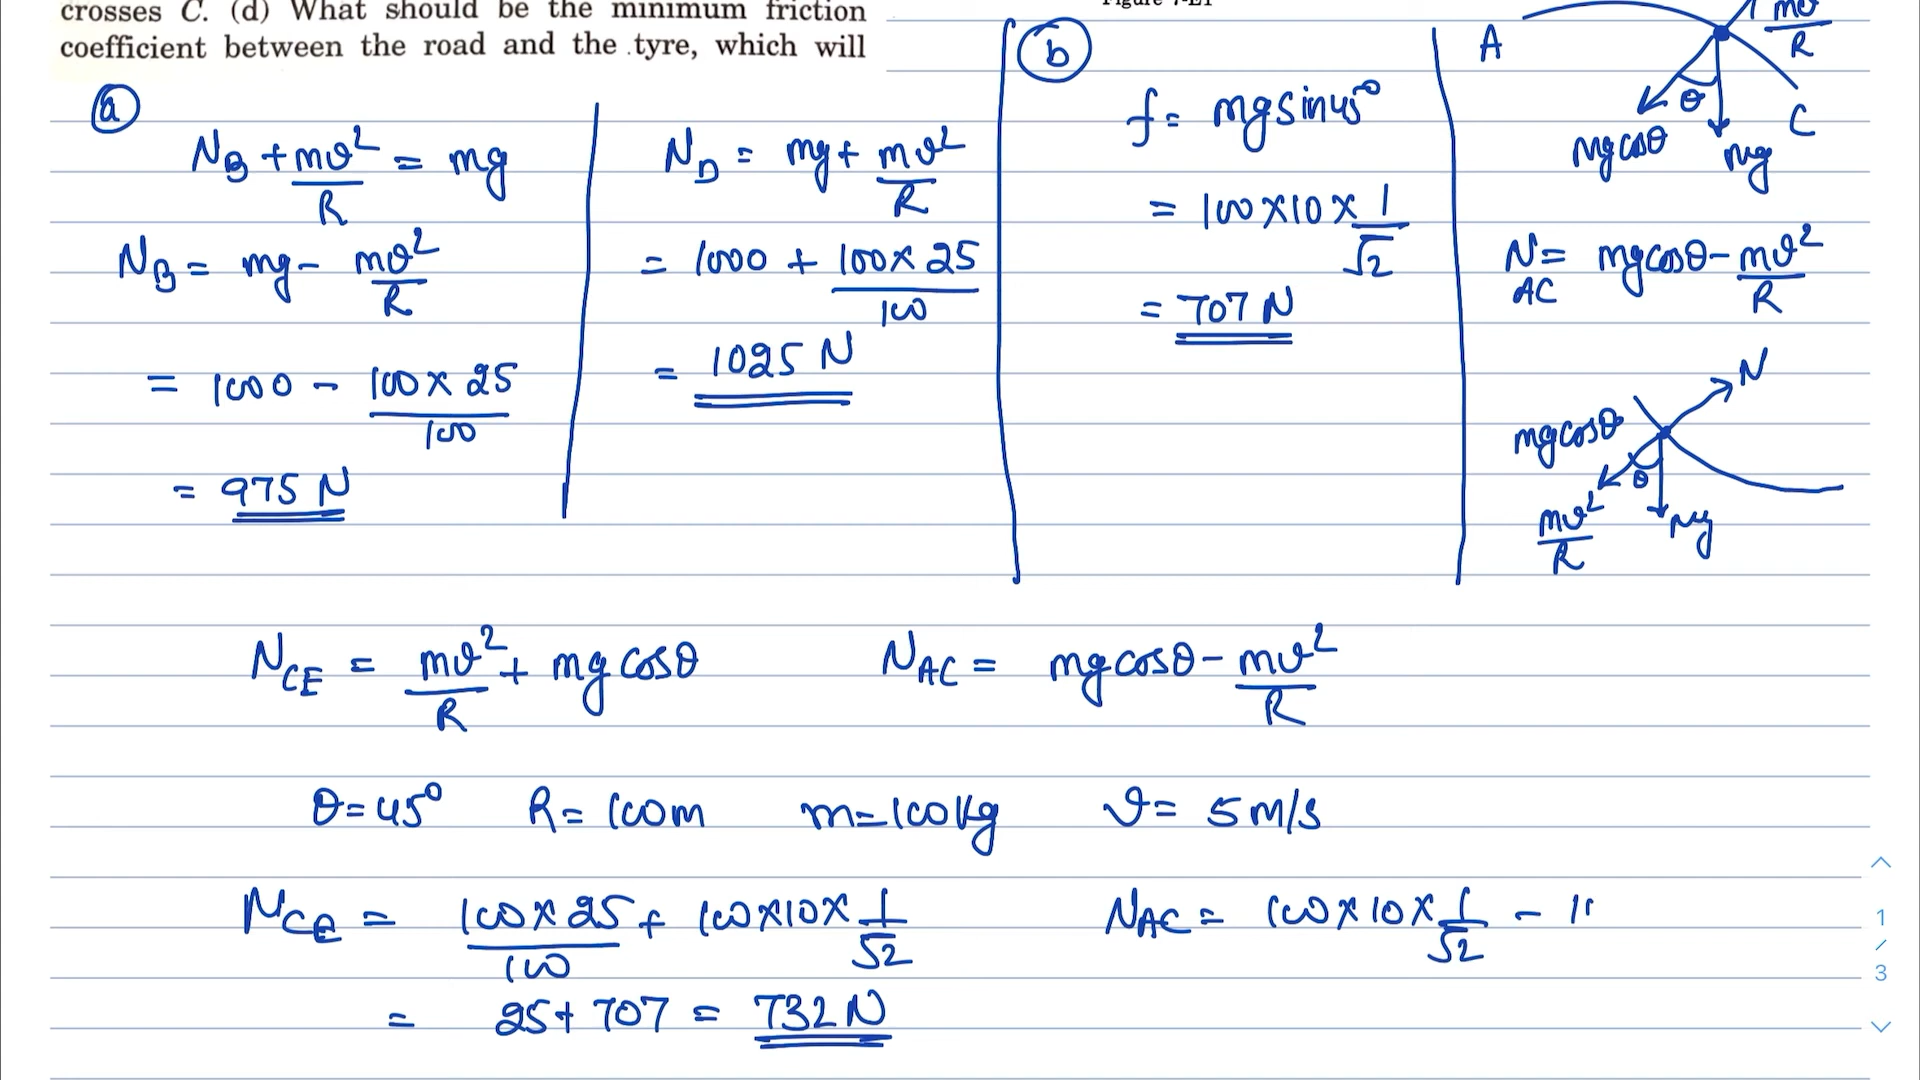 crosses C. (d) What should be the minimum friction
coefficient between the road and the tyre, which will
Figure 7-E1
a
N_B + mv²/R = mg
N_B = mg - mv²/R
= 1000 - 100 x 25/100
= 975 N
N_D = mg + mv²/R
= 1000 + 100 x 25/100
= 1025 N
b
f = mg sin45°
= 100 x 10 x 1/√2
= 707 N
A
mv²/R
θ
C
mg cosθ
mg
N_AC = mg cosθ - mv²/R
N
mg cosθ
θ
mv²/R
mg
N_CE = mv²/R + mg cosθ
N_AC = mg cosθ - mv²/R
θ = 45° R = 100m m = 100kg v = 5 m/s
N_CE = 100 x 25/100 + 100 x 10 x 1/√2
N_AC = 100 x 10 x 1/√2 - 
= 25 + 707 = 732 N
1
/
3